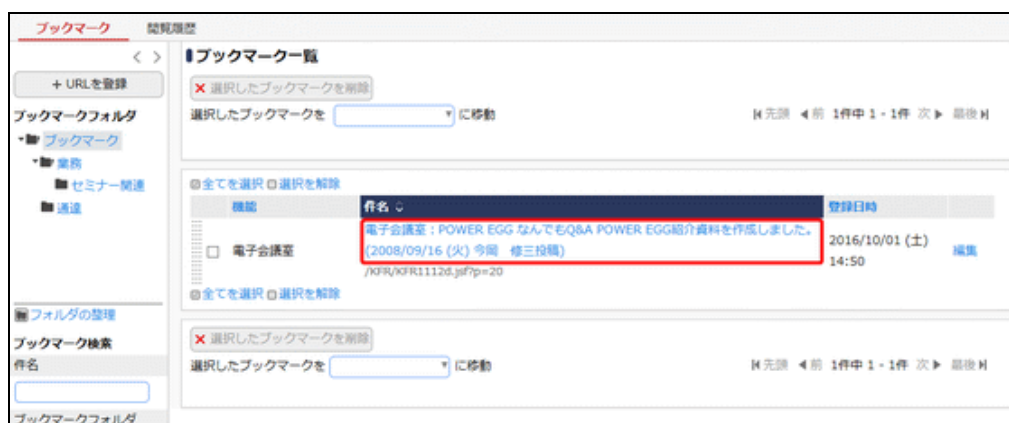 ブックマーク 閲覧履歴
< >
+ URLを登録
ブックマークフォルダ
ブックマーク
業務
セミナー関連
通達
フォルダの整理
ブックマーク検索
件名
ブックマークフォルダ
ブックマーク一覧
選択したブックマークを削除
選択したブックマークを に移動 先頭 前 1件中 1 - 1件 次 最後
全てを選択 選択を解除
機能 件名 登録日時
電子会議室 電子会議室：POWER EGG なんでもQ&A POWER EGG紹介資料を作成しました。
(2008/09/16 (火) 今岡 修三投稿)
/KFR/KFR1112d.jsf?p=20
2016/10/01 (土)
14:50
編集
全てを選択 選択を解除
選択したブックマークを削除
選択したブックマークを に移動 先頭 前 1件中 1 - 1件 次 最後